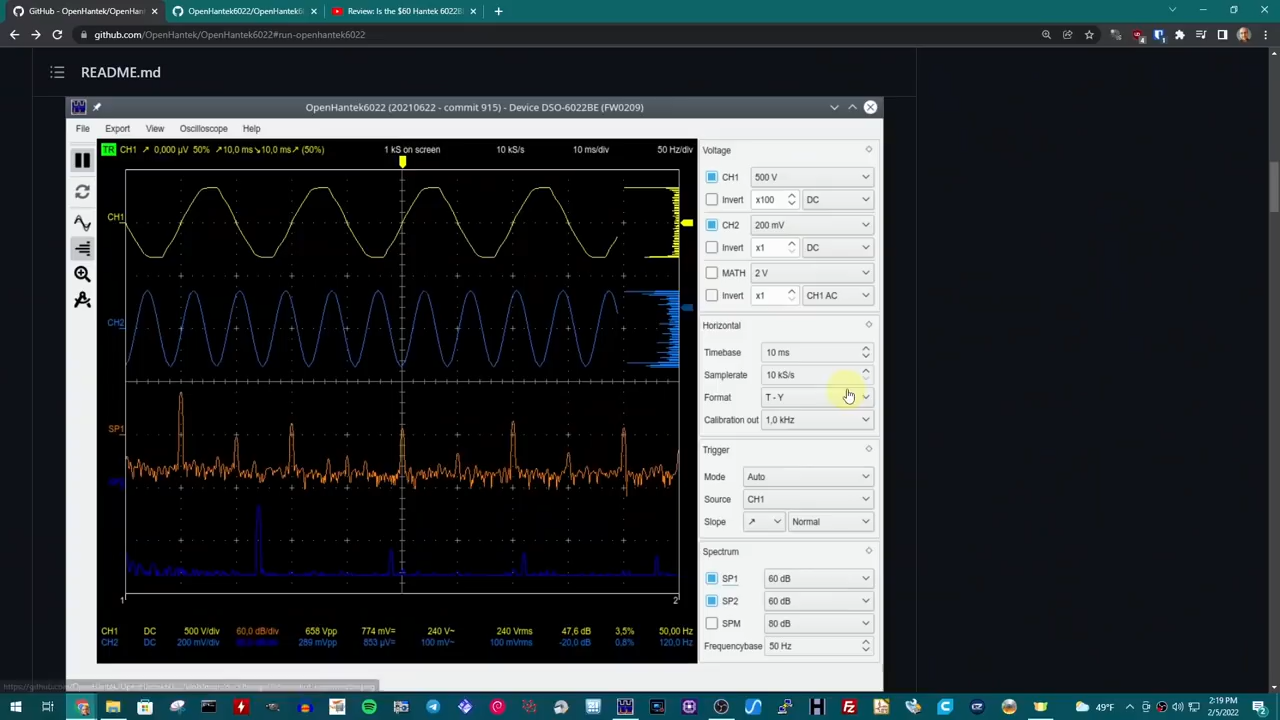 GitHub - OpenHantek/OpenHantek
OpenHantek6022/OpenHantek6
Review: Is the $60 Hantek 6022B
github.com/OpenHantek/OpenHantek6022#run-openhantek6022
README.md
OpenHantek6022 (20210622 - commit 915) - Device DSO-6022BE (FW0209)
File Export View Oscilloscope Help
TR CH1 ↗ 0,000 µV 50% ↗10,0 ms↘10,0 ms↗ (50%) 1 kS on screen 10 kS/s 10 ms/div 50 Hz/div
Voltage
CH1 500 V
Invert x100 DC
CH2 200 mV
Invert x1 DC
MATH 2 V
Invert x1 CH1 AC
Horizontal
Timebase 10 ms
Samplerate 10 kS/s
Format T - Y
Calibration out 1,0 kHz
Trigger
Mode Auto
Source CH1
Slope ↗ Normal
Spectrum
SP1 60 dB
SP2 60 dB
SPM 80 dB
Frequencybase 50 Hz
CH1
CH2
SP1
1 2
CH1 DC 500 V/div 60,0 dB/div 658 Vpp 774 mV= 240 V~ 240 Vrms 47,6 dB 3,5% 50,00 Hz
CH2 DC 200 mV/div 289 mVpp 853 µV= 100 mV~ 100 mVrms -20,0 dB 0,8% 120,0 Hz
49°F
2:19 PM
2/5/2022